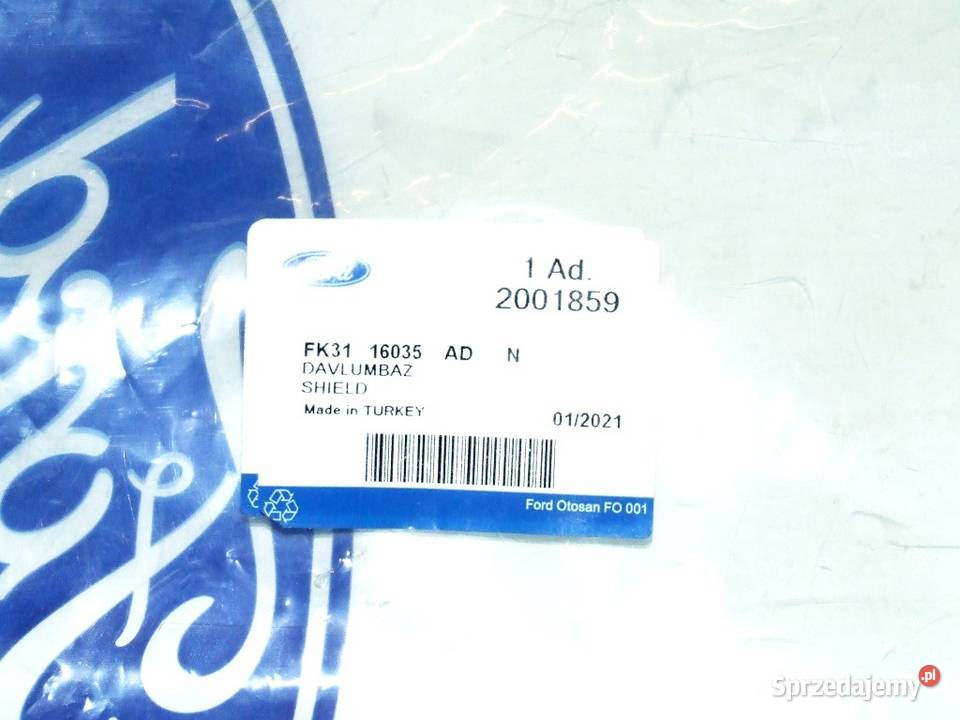 Ford
1 Ad.
2001859
FK31 16035 AD N
DAVLUMBAZ
SHIELD
Made in TURKEY
01/2021
Ford Otosan FO 001
Sprzedajemy.pl